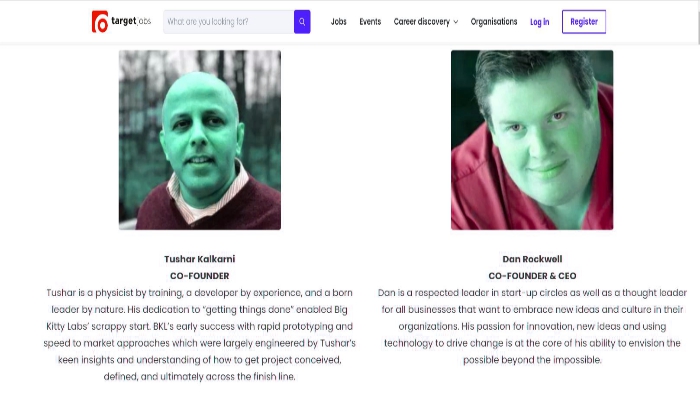 targetjobs
What are you looking for?
Jobs
Events
Career discovery
Organisations
Log in
Register
Tushar Kalkarni
CO-FOUNDER
Tushar is a physicist by training, a developer by experience, and a born
leader by nature. His dedication to “getting things done” enabled Big
Kitty Labs’ scrappy start. BKL’s early success with rapid prototyping and
speed to market approaches which were largely engineered by Tushar’s
keen insights and understanding of how to get project conceived,
defined, and ultimately across the finish line.
Dan Rockwell
CO-FOUNDER & CEO
Dan is a respected leader in start-up circles as well as a thought leader
for all businesses that want to embrace new ideas and culture in their
organizations. His passion for innovation, new ideas and using
technology to drive change is at the core of his ability to envision the
possible beyond the impossible.